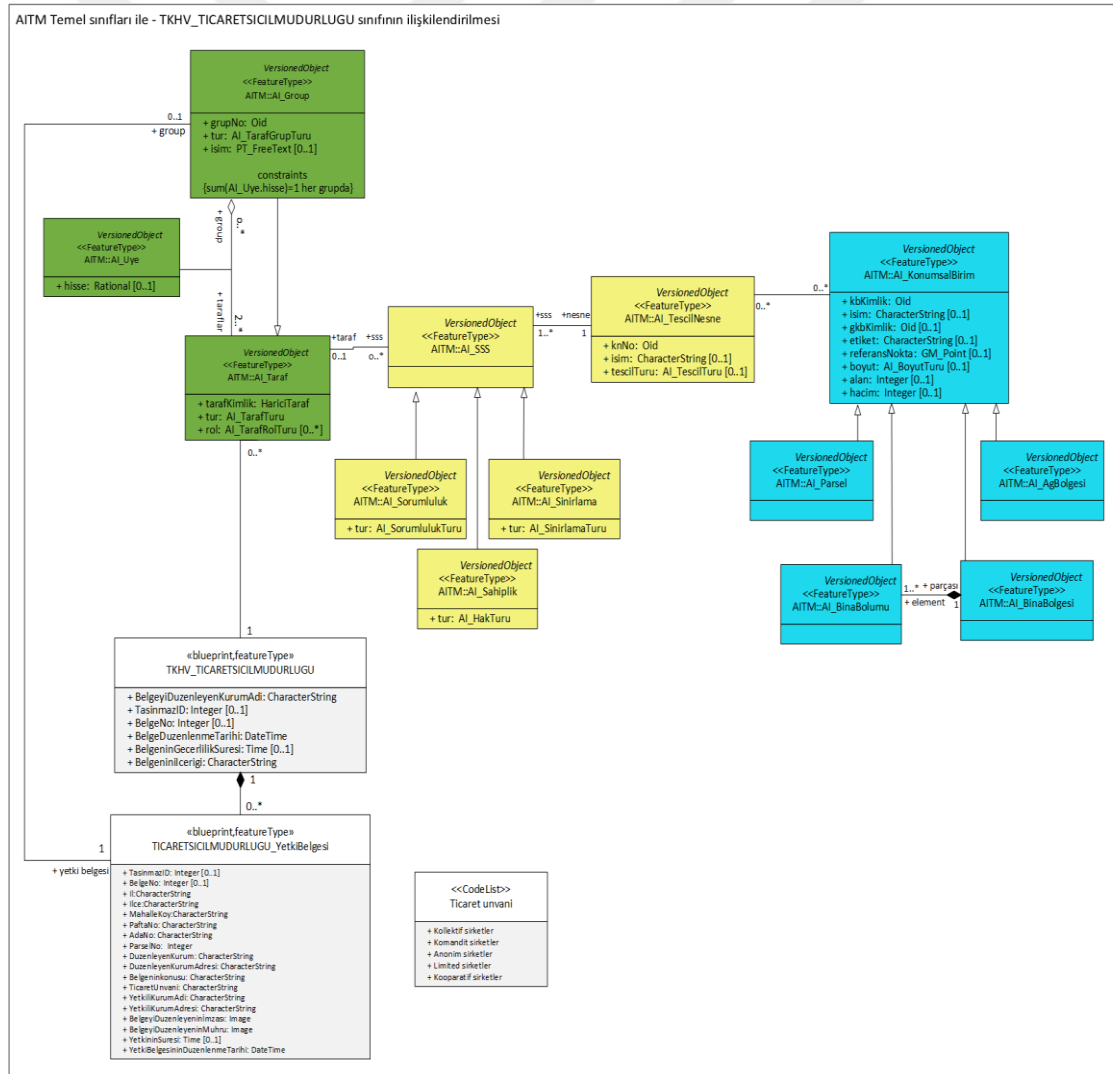 AITM Temel sınıfları ile - TKHV_TICARETSICILMUDURLUGU sınıfının ilişkilendirilmesi
VersionedObject
<<FeatureType>>
AITM::AI_Group
+ grupNo: Oid
+ tur: AI_TarafGrupTuru
+ isim: PT_FreeText [0..1]
constraints
{sum(AI_Uye.hisse)=1 her grupda}
0..1
+ group
+ group
o..*
VersionedObject
<<FeatureType>>
AITM::AI_Uye
+ hisse: Rational [0..1]
+ taraflar
2..*
VersionedObject
<<FeatureType>>
AITM::AI_Taraf
+ tarafKimlik: HariciTaraf
+ tur: AI_TarafTuru
+ rol: AI_TarafRolTuru [0..*]
+taraf
+sss
0..1
o..*
VersionedObject
<<FeatureType>>
AITM::AI_SSS
+sss
+nesne
1..*
1
VersionedObject
<<FeatureType>>
AITM::AI_TescilNesne
+ knNo: Oid
+ isim: CharacterString [0..1]
+ tescilTuru: AI_TescilTuru [0..1]
0..*
0..*
VersionedObject
<<FeatureType>>
AITM::AI_KonumsalBirim
+ kbKimlik: Oid
+ isim: CharacterString [0..1]
+ gkbKimlik: Oid [0..1]
+ etiket: CharacterString [0..1]
+ referansNokta: GM_Point [0..1]
+ boyut: AI_BoyutTuru [0..1]
+ alan: Integer [0..1]
+ hacim: Integer [0..1]
VersionedObject
<<FeatureType>>
AITM::AI_Sorumluluk
+ tur: AI_SorumlulukTuru
VersionedObject
<<FeatureType>>
AITM::AI_Sinirlama
+ tur: AI_SinirlamaTuru
VersionedObject
<<FeatureType>>
AITM::AI_Sahiplik
+ tur: AI_HakTuru
VersionedObject
<<FeatureType>>
AITM::AI_Parsel
VersionedObject
<<FeatureType>>
AITM::AI_AgBolgesi
VersionedObject
<<FeatureType>>
AITM::AI_BinaBolumu
1..*
+ parçası
+ element
1
VersionedObject
<<FeatureType>>
AITM::AI_BinaBolgesi
0..*
1
«blueprint,featureType»
TKHV_TICARETSICILMUDURLUGU
+ BelgeyiDuzenleyenKurumAdi: CharacterString
+ TasinmazID: Integer [0..1]
+ BelgeNo: Integer [0..1]
+ BelgeDuzenlenmeTarihi: DateTime
+ BelgeninGecerlilikSuresi: Time [0..1]
+ BelgeninIcerigi: CharacterString
1
0..*
1
+ yetki belgesi
«blueprint,featureType»
TICARETSICILMUDURLUGU_YetkiBelgesi
+ TasinmazID: Integer [0..1]
+ BelgeNo: Integer [0..1]
+ Il:CharacterString
+ Ilce:CharacterString
+ MahalleKoy:CharacterString
+ PaftaNo: CharacterString
+ AdaNo: CharacterString
+ ParselNo: Integer
+ DuzenleyenKurum: CharacterString
+ DuzenleyenKurumAdresi: CharacterString
+ Belgeninkonusu: CharacterString
+ TicaretUnvani: CharacterString
+ YetkiliKurumAdi: CharacterString
+ YetkiliKurumAdresi: CharacterString
+ BelgeyiDuzenleyeninİmzası: Image
+ BelgeyiDuzenleyeninMuhru: Image
+ YetkininSuresi: Time [0..1]
+ YetkiBelgesininDuzenlenmeTarihi: DateTime
<<CodeList>>
Ticaret unvani
+ Kollektif sirketler
+ Komandit sirketler
+ Anonim sirketler
+ Limited sirketler
+ Kooparatif sirketler